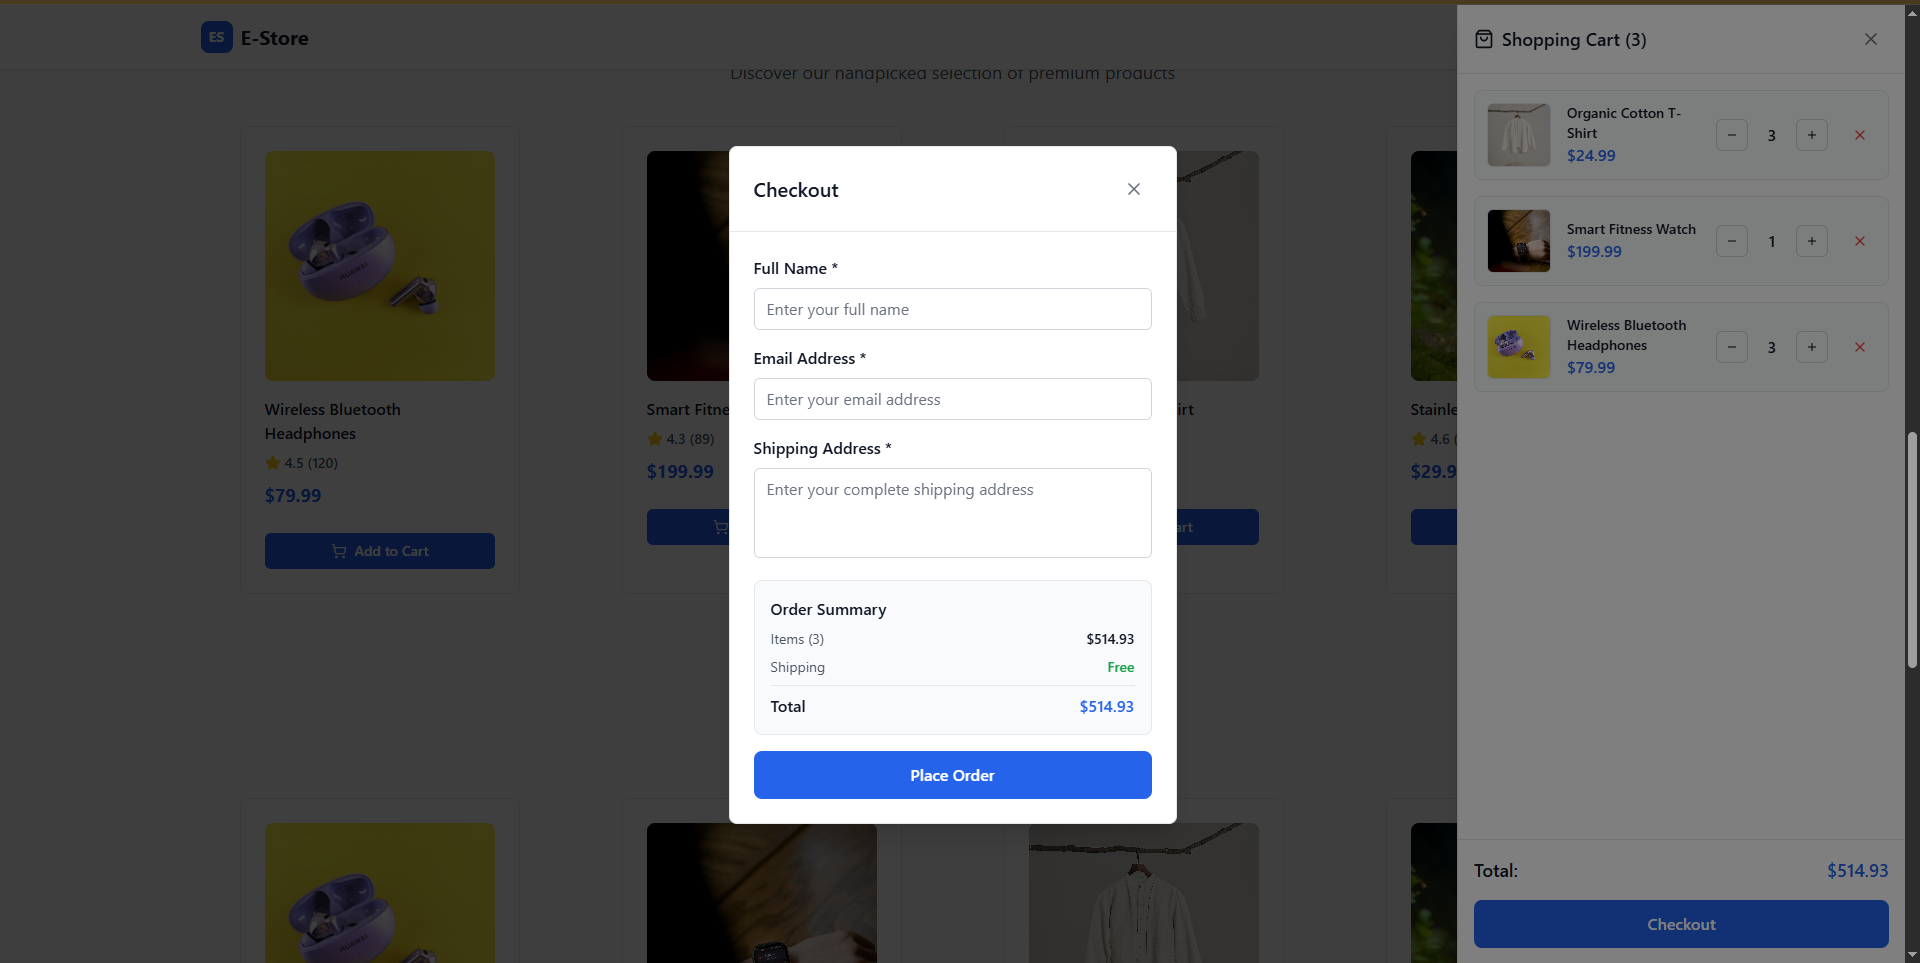 ES E-Store
Discover our handpicked selection of premium products
Wireless Bluetooth
Headphones
4.5 (120)
$79.99
Add to Cart
Smart Fitne
4.3 (89)
$199.99
irt
art
Stainle
4.6 (
$29.9
Checkout
Full Name *
Enter your full name
Email Address *
Enter your email address
Shipping Address *
Enter your complete shipping address
Order Summary
Items (3) $514.93
Shipping Free
Total $514.93
Place Order
Shopping Cart (3)
Organic Cotton T-
Shirt
$24.99
3
Smart Fitness Watch
$199.99
1
Wireless Bluetooth
Headphones
$79.99
3
Total: $514.93
Checkout
HUAWEI
HUAWEI